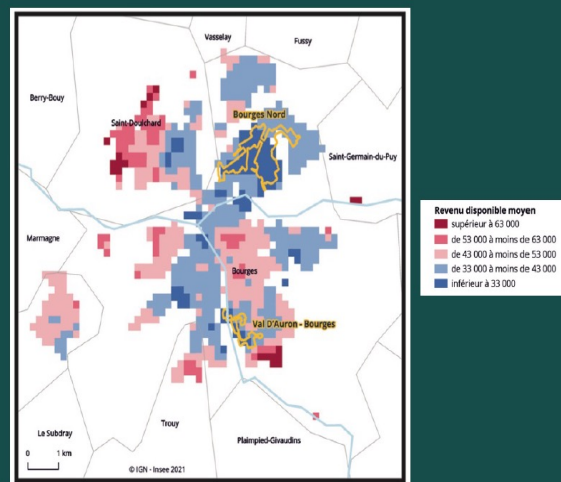 Vasselay
Fussy
Berry-Bouy
Bourges Nord
Saint-Doulchard
Saint-Germain-du-Puy
Marmagne
Bourges
Val D'Auron - Bourges
Le Subdray
Trouy
Plaimpied-Givaudins
0 1 km
© IGN - Insee 2021
Revenu disponible moyen
supérieur à 63 000
de 53 000 à moins de 63 000
de 43 000 à moins de 53 000
de 33 000 à moins de 43 000
inférieur à 33 000